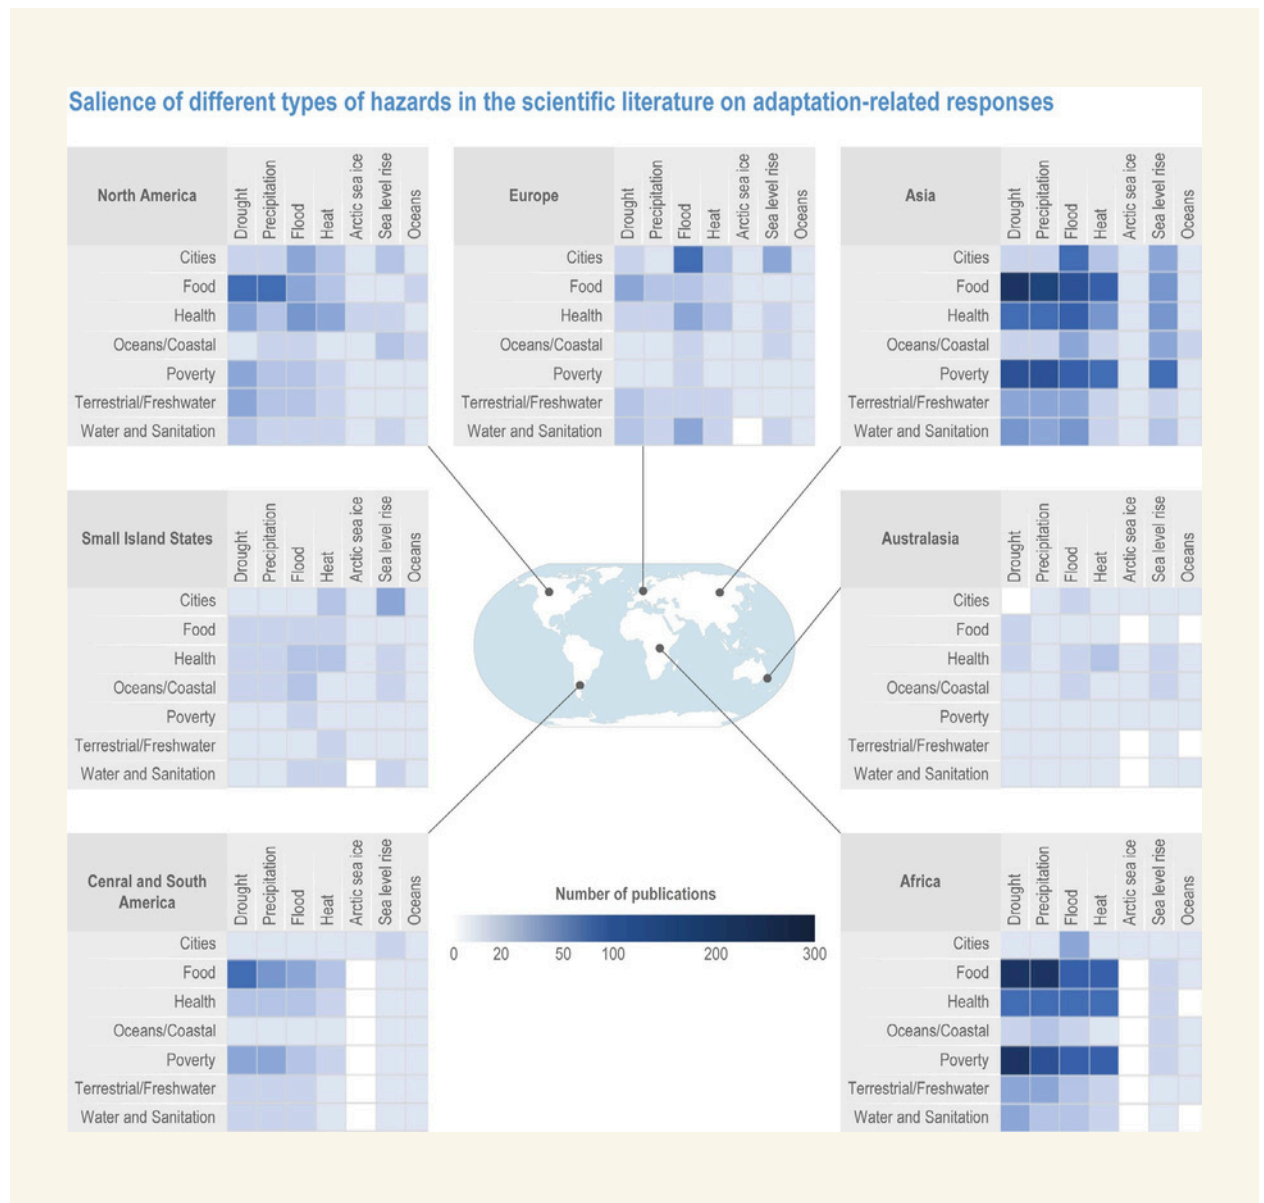 Salience of different types of hazards in the scientific literature on adaptation-related responses
North America
Drought
Precipitation
Flood
Heat
Arctic sea ice
Sea level rise
Oceans
Cities
Food
Health
Oceans/Coastal
Poverty
Terrestrial/Freshwater
Water and Sanitation
Europe
Drought
Precipitation
Flood
Heat
Arctic sea ice
Sea level rise
Oceans
Cities
Food
Health
Oceans/Coastal
Poverty
Terrestrial/Freshwater
Water and Sanitation
Asia
Drought
Precipitation
Flood
Heat
Arctic sea ice
Sea level rise
Oceans
Cities
Food
Health
Oceans/Coastal
Poverty
Terrestrial/Freshwater
Water and Sanitation
Small Island States
Drought
Precipitation
Flood
Heat
Arctic sea ice
Sea level rise
Oceans
Cities
Food
Health
Oceans/Coastal
Poverty
Terrestrial/Freshwater
Water and Sanitation
Australasia
Drought
Precipitation
Flood
Heat
Arctic sea ice
Sea level rise
Oceans
Cities
Food
Health
Oceans/Coastal
Poverty
Terrestrial/Freshwater
Water and Sanitation
Cenral and South
America
Drought
Precipitation
Flood
Heat
Arctic sea ice
Sea level rise
Oceans
Cities
Food
Health
Oceans/Coastal
Poverty
Terrestrial/Freshwater
Water and Sanitation
Number of publications
0 20 50 100 200 300
Africa
Drought
Precipitation
Flood
Heat
Arctic sea ice
Sea level rise
Oceans
Cities
Food
Health
Oceans/Coastal
Poverty
Terrestrial/Freshwater
Water and Sanitation